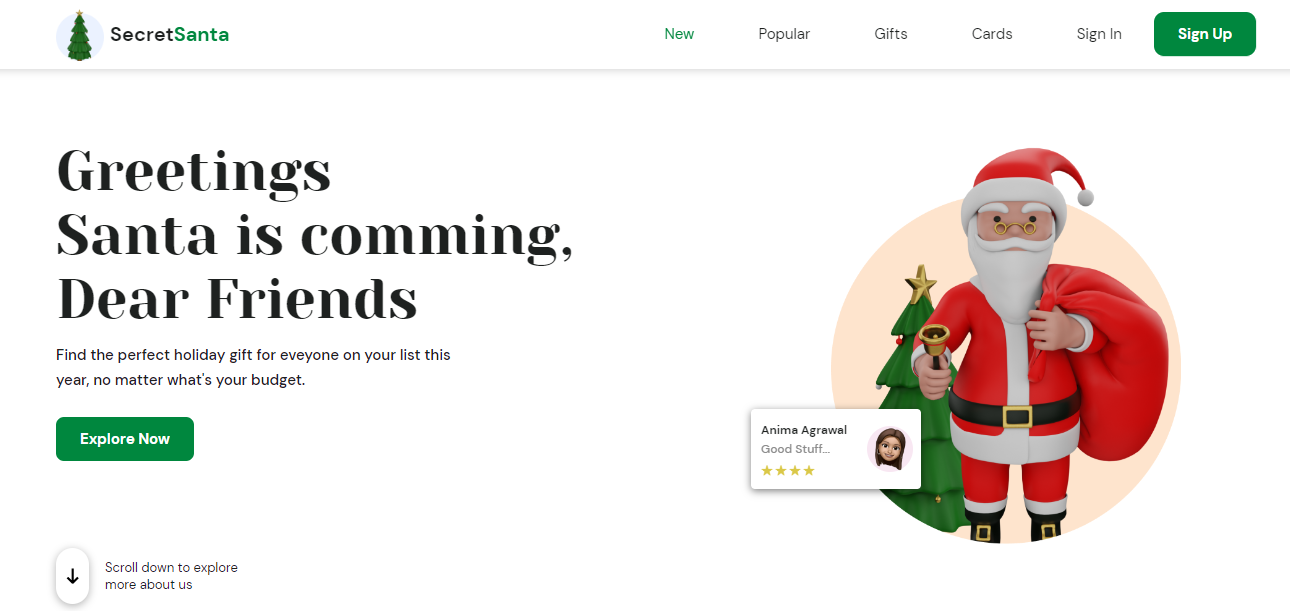 SecretSanta
New
Popular
Gifts
Cards
Sign In
Sign Up
Greetings
Santa is comming,
Dear Friends
Find the perfect holiday gift for eveyone on your list this
year, no matter what's your budget.
Explore Now
Anima Agrawal
Good Stuff...
★★★★
Scroll down to explore
more about us